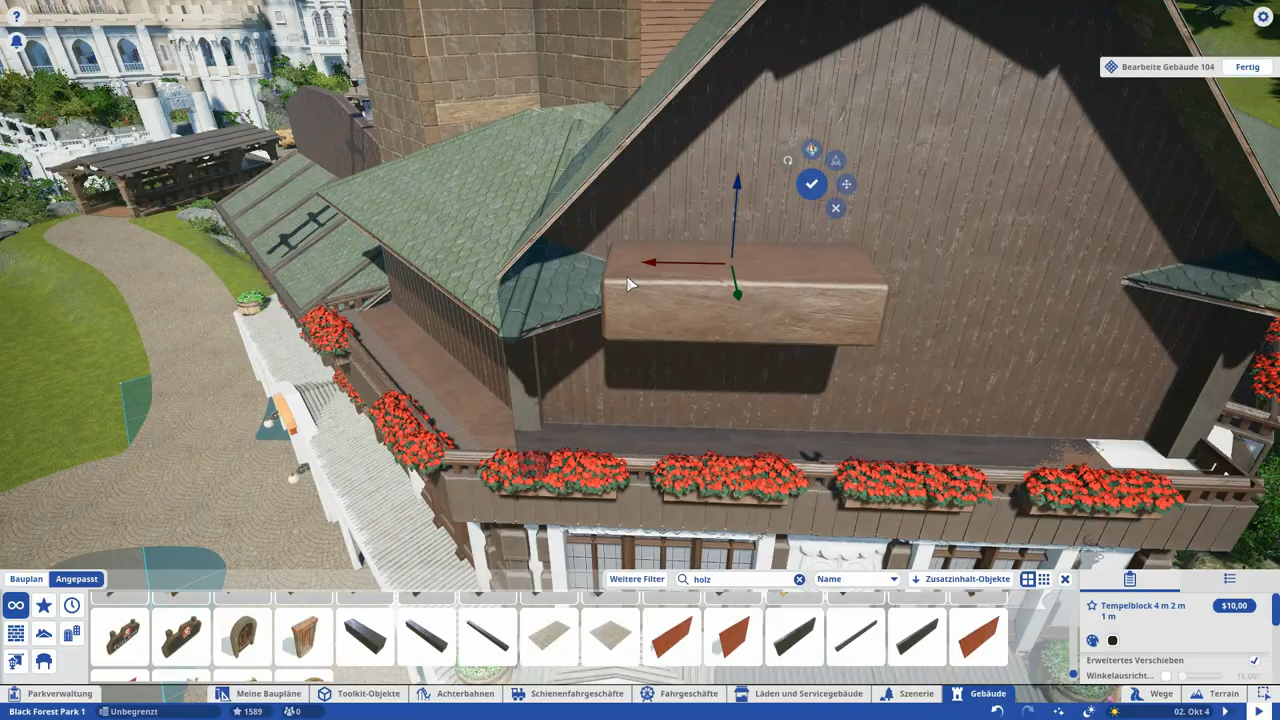 ?
Bearbeite Gebäude 104
Fertig
Bauplan
Angepasst
Weitere Filter
holz
Name
Zusatzinhalt-Objekte
Tempelblock 4 m 2 m
1 m
$10,00
Erweitertes Verschieben
Winkelausricht...
15,00°
Parkverwaltung
Meine Baupläne
Toolkit-Objekte
Achterbahnen
Schienenfahrgeschäfte
Fahrgeschäfte
Läden und Servicegebäude
Szenerie
Gebäude
Wege
Terrain
Black Forest Park 1
Unbegrenzt
1589
0
02. Okt 4